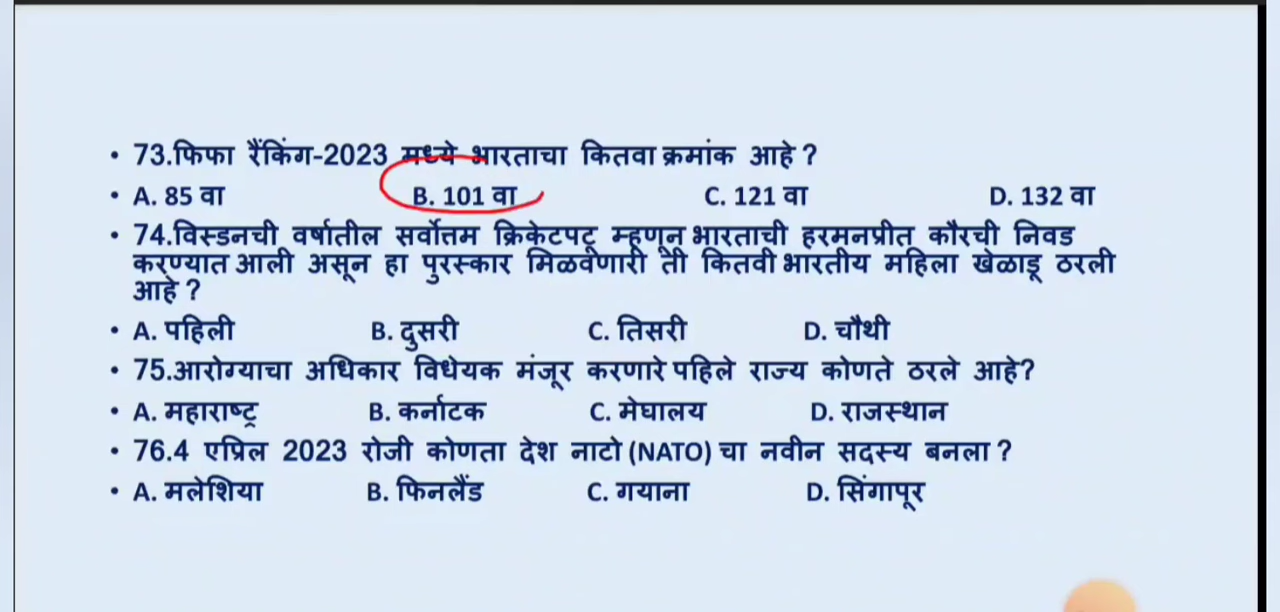 • 73.फिफा रैंकिंग-2023 मध्ये भारताचा कितवा क्रमांक आहे ?
• A. 85 वा B. 101 वा C. 121 वा D. 132 वा
• 74.विस्डनची वर्षातील सर्वोत्तम क्रिकेटपटू म्हणून भारताची हरमनप्रीत कौरची निवड
करण्यात आली असून हा पुरस्कार मिळवणारी ती कितवी भारतीय महिला खेळाडू ठरली
आहे ?
• A. पहिली B. दुसरी C. तिसरी D. चौथी
• 75.आरोग्याचा अधिकार विधेयक मंजूर करणारे पहिले राज्य कोणते ठरले आहे?
• A. महाराष्ट्र B. कर्नाटक C. मेघालय D. राजस्थान
• 76.4 एप्रिल 2023 रोजी कोणता देश नाटो (NATO) चा नवीन सदस्य बनला ?
• A. मलेशिया B. फिनलैंड C. गयाना D. सिंगापूर